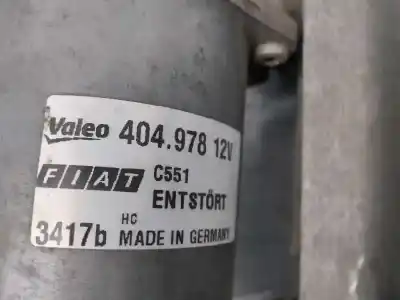 Valeo 404.978 12V
FIAT C551
ENTSTÖRT
HC
3417b MADE IN GERMANY